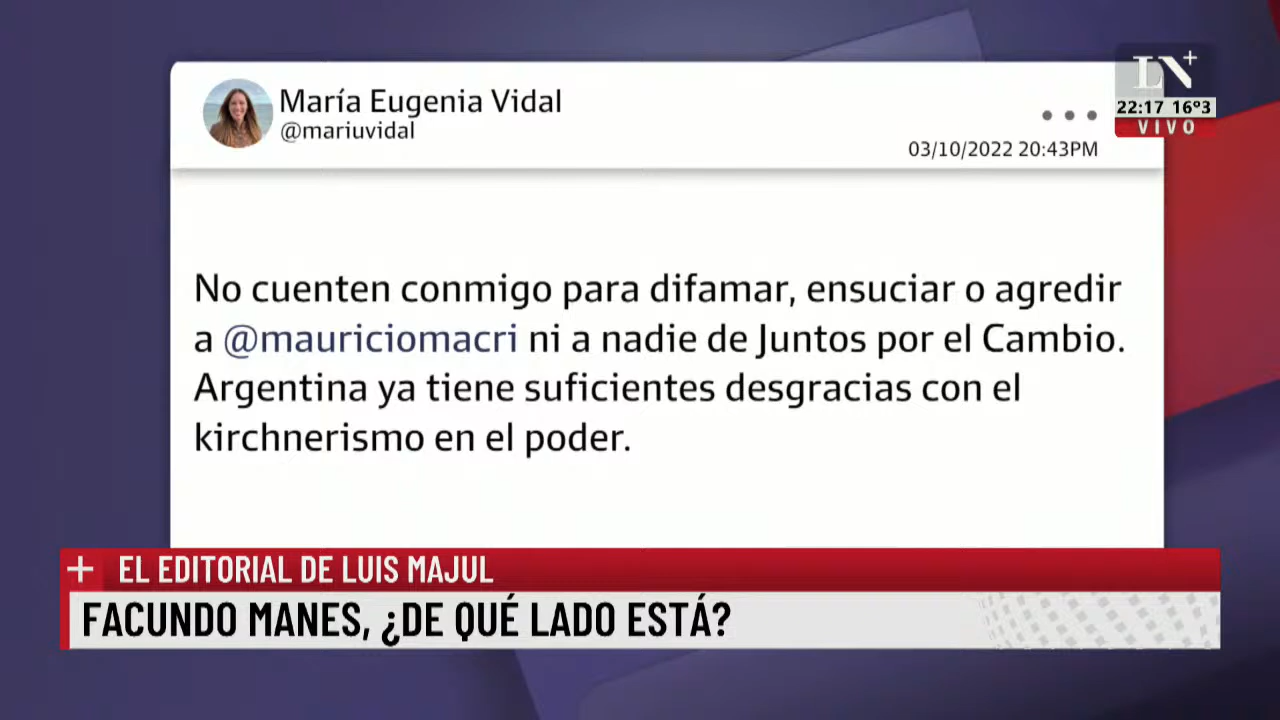 María Eugenia Vidal
@mariuvidal
03/10/2022 20:43PM
LN+
22:17 16°3
VIVO
No cuenten conmigo para difamar, ensuciar o agredir
a @mauriciomacri ni a nadie de Juntos por el Cambio.
Argentina ya tiene suficientes desgracias con el
kirchnerismo en el poder.
+ EL EDITORIAL DE LUIS MAJUL
FACUNDO MANES, ¿DE QUÉ LADO ESTÁ?